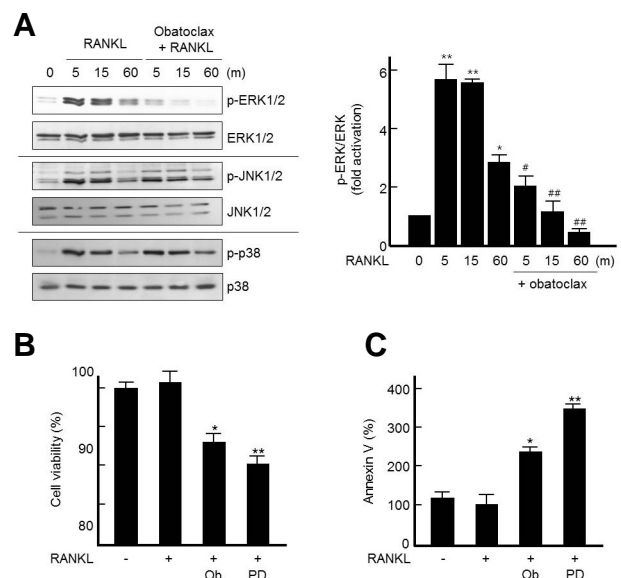 A
RANKL
Obatoclax
+ RANKL
0 5 15 60 5 15 60 (m)
p-ERK1/2
ERK1/2
p-JNK1/2
JNK1/2
p-p38
p38
p-ERK/ERK
(fold activation)
6
4
2
0
**
**
*
#
##
##
RANKL 0 5 15 60 5 15 60 (m)
+ obatoclax
B
Cell viability (%)
100
90
80
*
**
RANKL - + + +
Ob PD
C
Annexin V (%)
400
300
200
100
0
*
**
RANKL - + + +
Ob PD